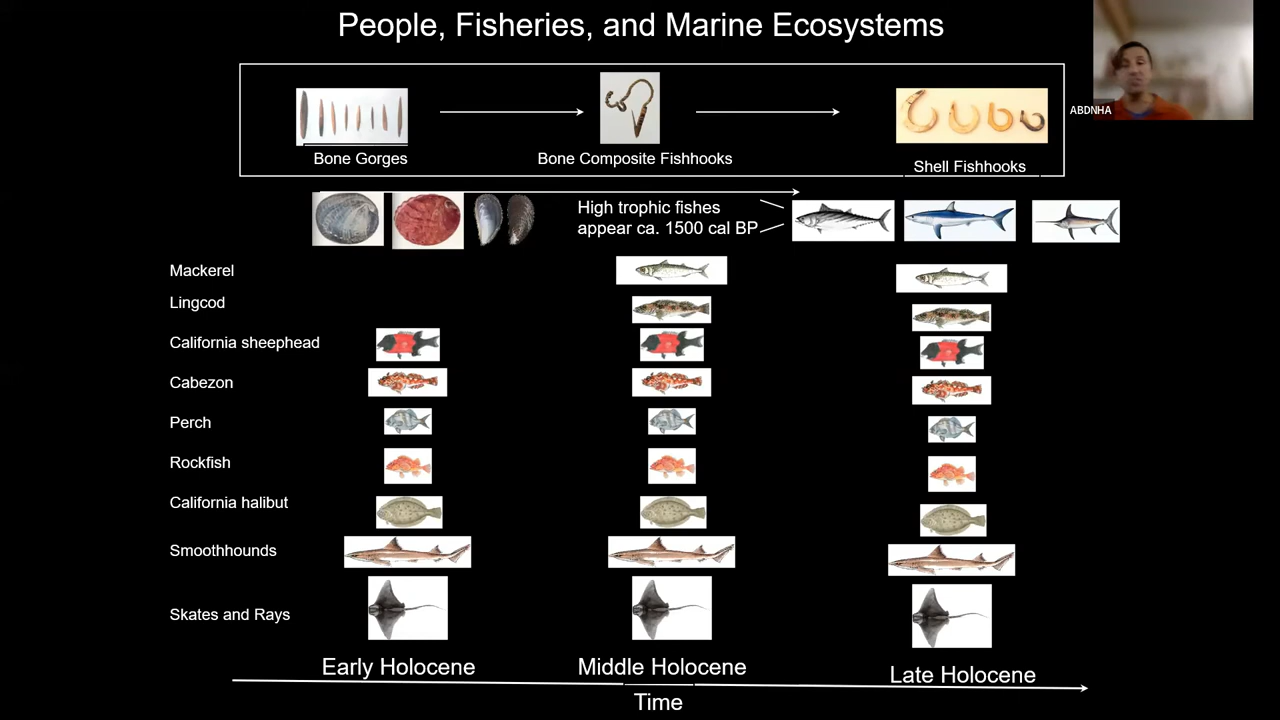 People, Fisheries, and Marine Ecosystems
ABDNHA
Bone Gorges
Bone Composite Fishhooks
Shell Fishhooks
High trophic fishes
appear ca. 1500 cal BP
Mackerel
Lingcod
California sheephead
Cabezon
Perch
Rockfish
California halibut
Smoothhounds
Skates and Rays
Early Holocene
Middle Holocene
Late Holocene
Time